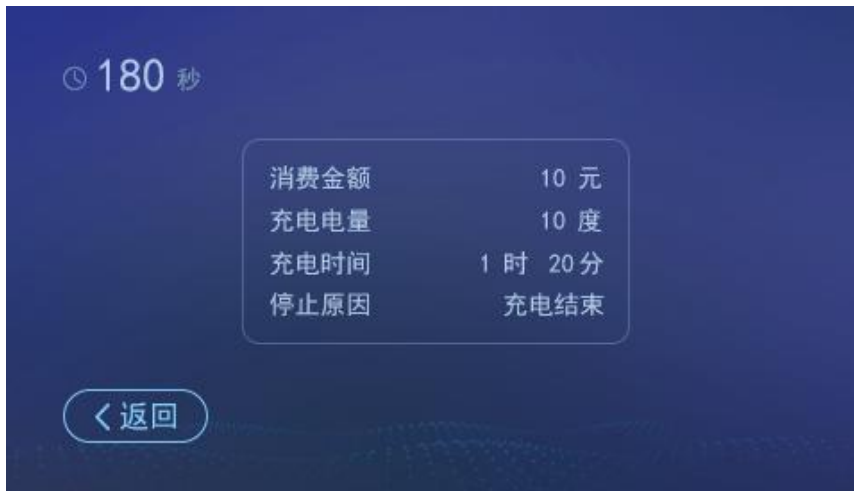 180 秒
消费金额 10 元
充电电量 10 度
充电时间 1 时 20分
停止原因 充电结束
返回